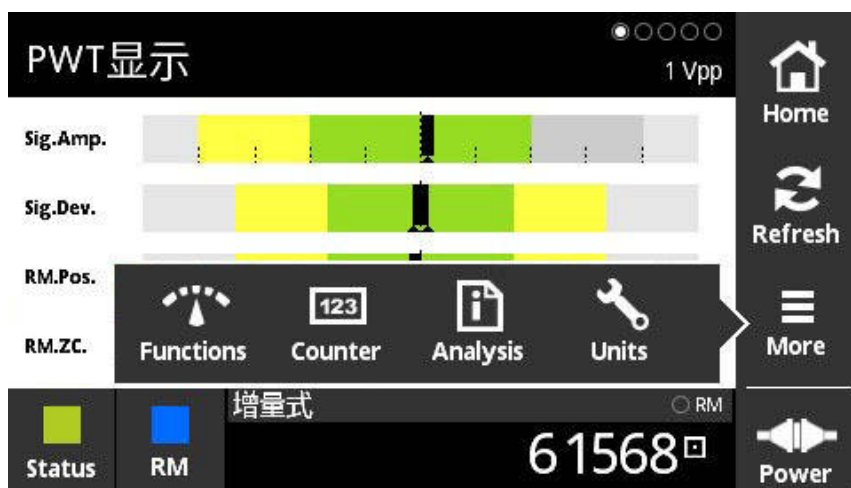 PWT显示
1 Vpp
Home
Sig.Amp.
Sig.Dev.
Refresh
RM.Pos.
RM.ZC.
Functions
123
Counter
i
Analysis
Units
More
增量式
RM
Status
RM
61568
Power